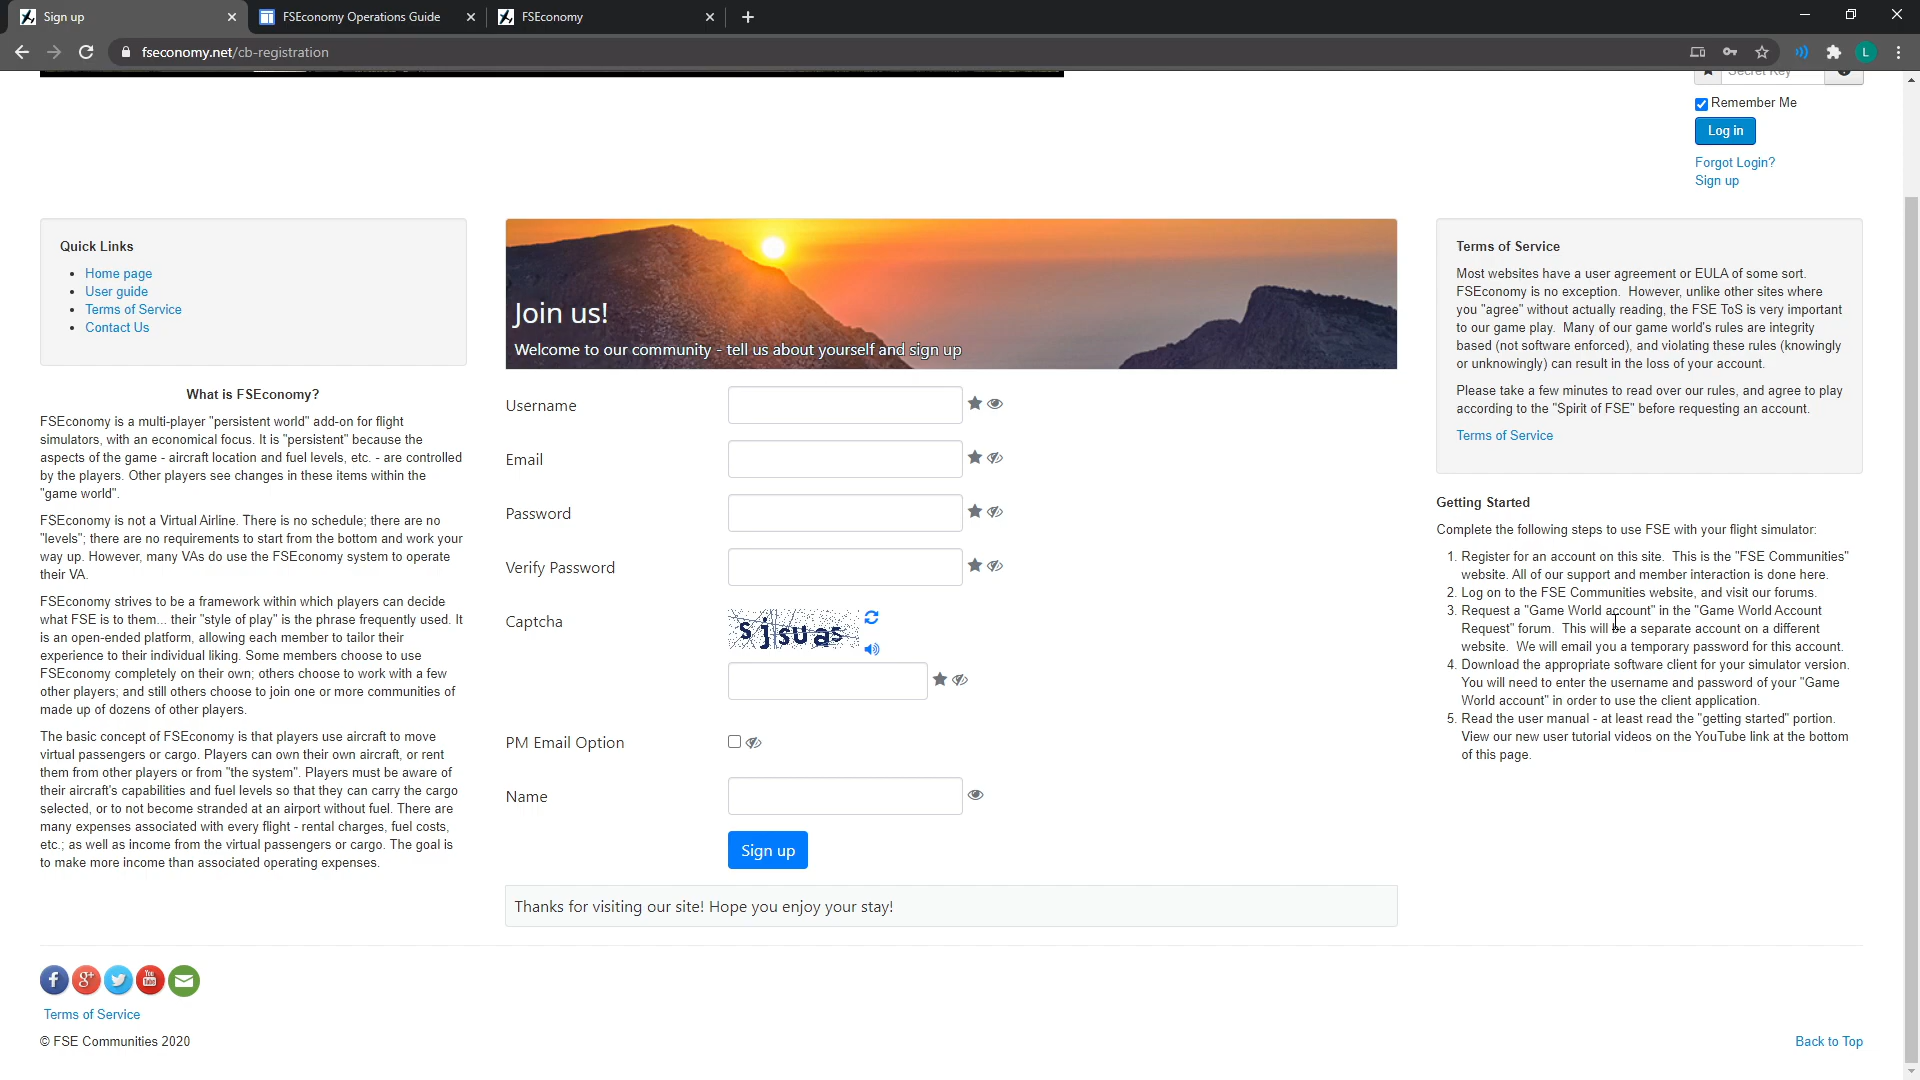 Sign up
FSEconomy Operations Guide
FSEconomy
fseconomy.net/cb-registration
L
Secret Key
Remember Me
Log in
Forgot Login?
Sign up
Quick Links
Home page
User guide
Terms of Service
Contact Us
What is FSEconomy?
FSEconomy is a multi-player "persistent world" add-on for flight
simulators, with an economical focus. It is "persistent" because the
aspects of the game - aircraft location and fuel levels, etc. - are controlled
by the players. Other players see changes in these items within the
"game world".
FSEconomy is not a Virtual Airline. There is no schedule; there are no
"levels"; there are no requirements to start from the bottom and work your
way up. However, many VAs do use the FSEconomy system to operate
their VA.
FSEconomy strives to be a framework within which players can decide
what FSE is to them... their "style of play" is the phrase frequently used. It
is an open-ended platform, allowing each member to tailor their
experience to their individual liking. Some members choose to use
FSEconomy completely on their own; others choose to work with a few
other players; and still others choose to join one or more communities of
made up of dozens of other players.
The basic concept of FSEconomy is that players use aircraft to move
virtual passengers or cargo. Players can own their own aircraft, or rent
them from other players or from "the system". Players must be aware of
their aircraft's capabilities and fuel levels so that they can carry the cargo
selected, or to not become stranded at an airport without fuel. There are
many expenses associated with every flight - rental charges, fuel costs,
etc.; as well as income from the virtual passengers or cargo. The goal is
to make more income than associated operating expenses.
Join us!
Welcome to our community - tell us about yourself and sign up
Username
Email
Password
Verify Password
Captcha
sjsuas
PM Email Option
Name
Sign up
Thanks for visiting our site! Hope you enjoy your stay!
Terms of Service
Most websites have a user agreement or EULA of some sort.
FSEconomy is no exception. However, unlike other sites where
you "agree" without actually reading, the FSE ToS is very important
to our game play. Many of our game world's rules are integrity
based (not software enforced), and violating these rules (knowingly
or unknowingly) can result in the loss of your account.
Please take a few minutes to read over our rules, and agree to play
according to the "Spirit of FSE" before requesting an account.
Terms of Service
Getting Started
Complete the following steps to use FSE with your flight simulator:
1. Register for an account on this site. This is the "FSE Communities"
website. All of our support and member interaction is done here.
2. Log on to the FSE Communities website, and visit our forums.
3. Request a "Game World account" in the "Game World Account
Request" forum. This will be a separate account on a different
website. We will email you a temporary password for this account.
4. Download the appropriate software client for your simulator version.
You will need to enter the username and password of your "Game
World account" in order to use the client application.
5. Read the user manual - at least read the "getting started" portion.
View our new user tutorial videos on the YouTube link at the bottom
of this page.
f
g+
You
Tube
Terms of Service
© FSE Communities 2020
Back to Top